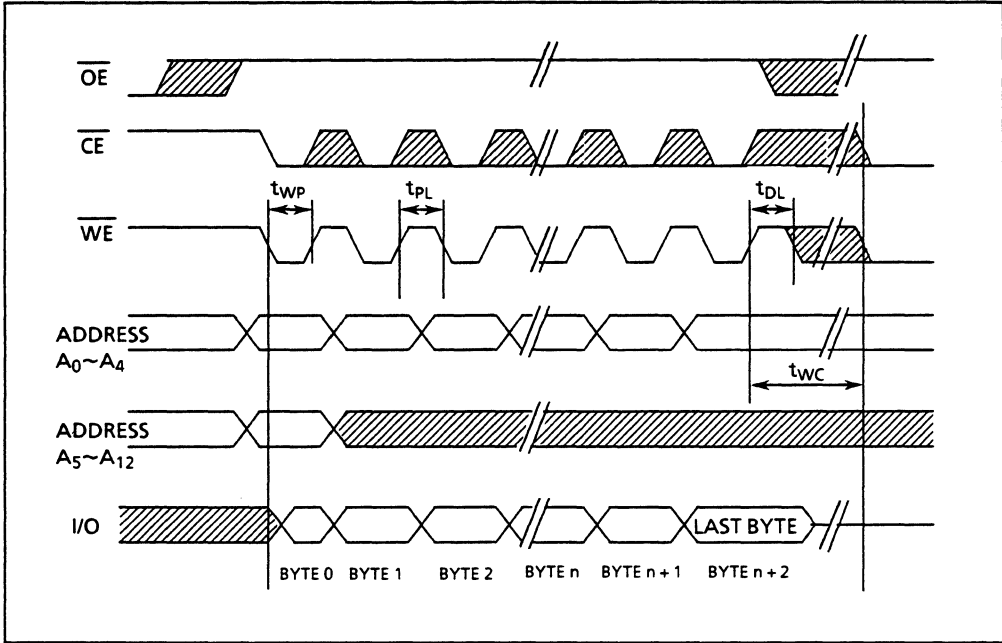 OE
CE
tWP
tPL
tDL
WE
ADDRESS
A0~A4
tWC
ADDRESS
A5~A12
I/O
LAST BYTE
BYTE 0 BYTE 1 BYTE 2 BYTE n BYTE n + 1 BYTE n + 2